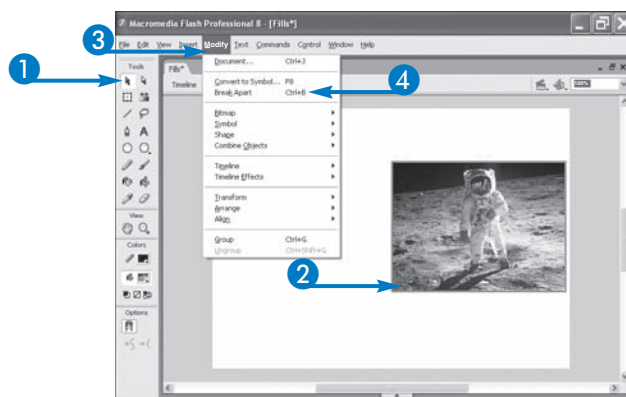 Macromedia Flash Professional 8 - [Fills*]
3
File Edit View Insert Modify Text Commands Control Window Help
1
Tools
Fills*
Document... Ctrl+J
Timeline
Convert to Symbol... F8
Break Apart Ctrl+B
4
100%
Bitmap
Symbol
Shape
Combine Objects
Timeline
Timeline Effects
Transform
Arrange
Align
Group Ctrl+G
Ungroup Ctrl+Shift+G
2
View
Colors
Options